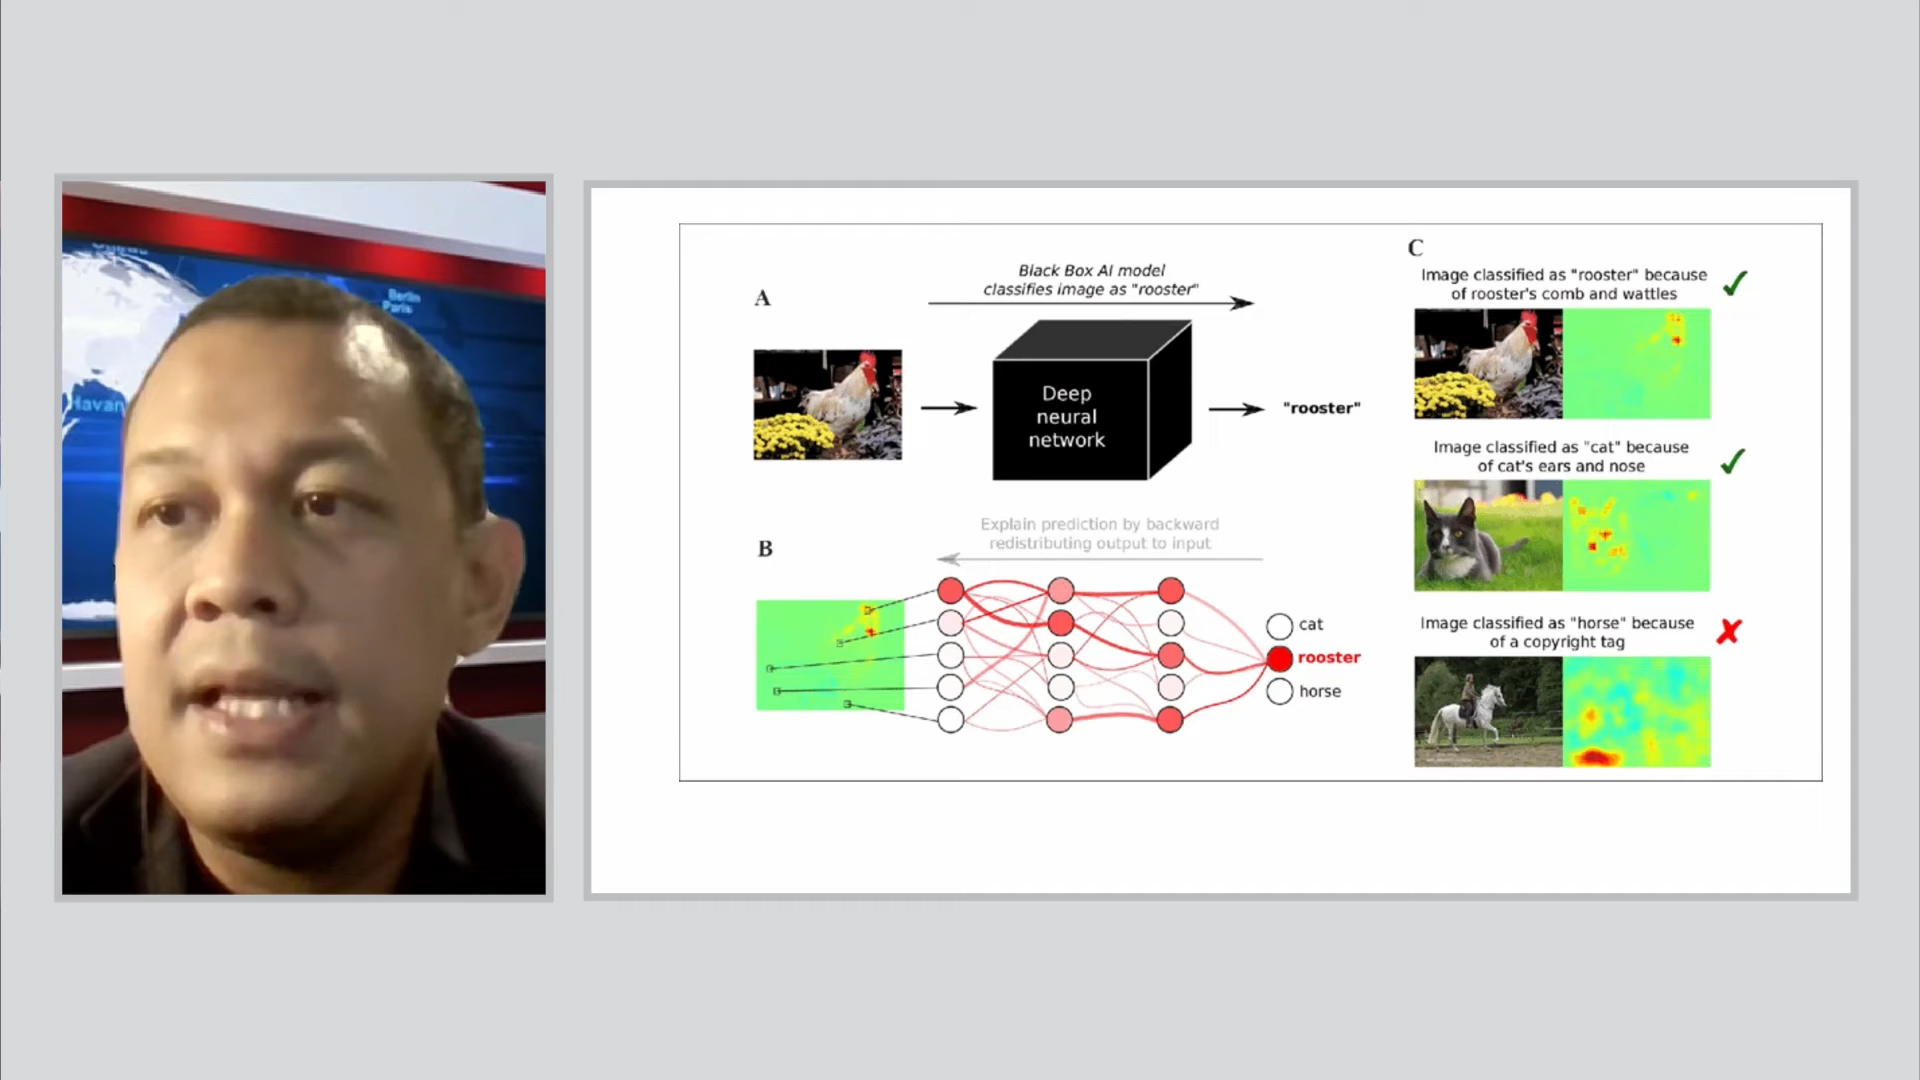 Berlin
Paris
Havan
A
Black Box AI model
classifies image as "rooster"
Deep
neural
network
"rooster"
B
Explain prediction by backward
redistributing output to input
cat
rooster
horse
C
Image classified as "rooster" because
of rooster's comb and wattles
Image classified as "cat" because
of cat's ears and nose
Image classified as "horse" because
of a copyright tag